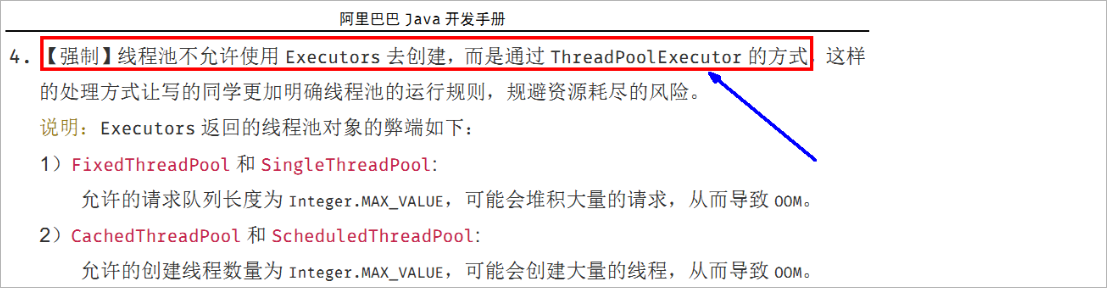 阿里巴巴 Java 开发手册
4. 【强制】线程池不允许使用 Executors 去创建，而是通过 ThreadPoolExecutor 的方式，这样
的处理方式让写的同学更加明确线程池的运行规则，规避资源耗尽的风险。
说明：Executors 返回的线程池对象的弊端如下：
1）FixedThreadPool 和 SingleThreadPool:
允许的请求队列长度为 Integer.MAX_VALUE，可能会堆积大量的请求，从而导致 OOM。
2）CachedThreadPool 和 ScheduledThreadPool:
允许的创建线程数量为 Integer.MAX_VALUE，可能会创建大量的线程，从而导致 OOM。